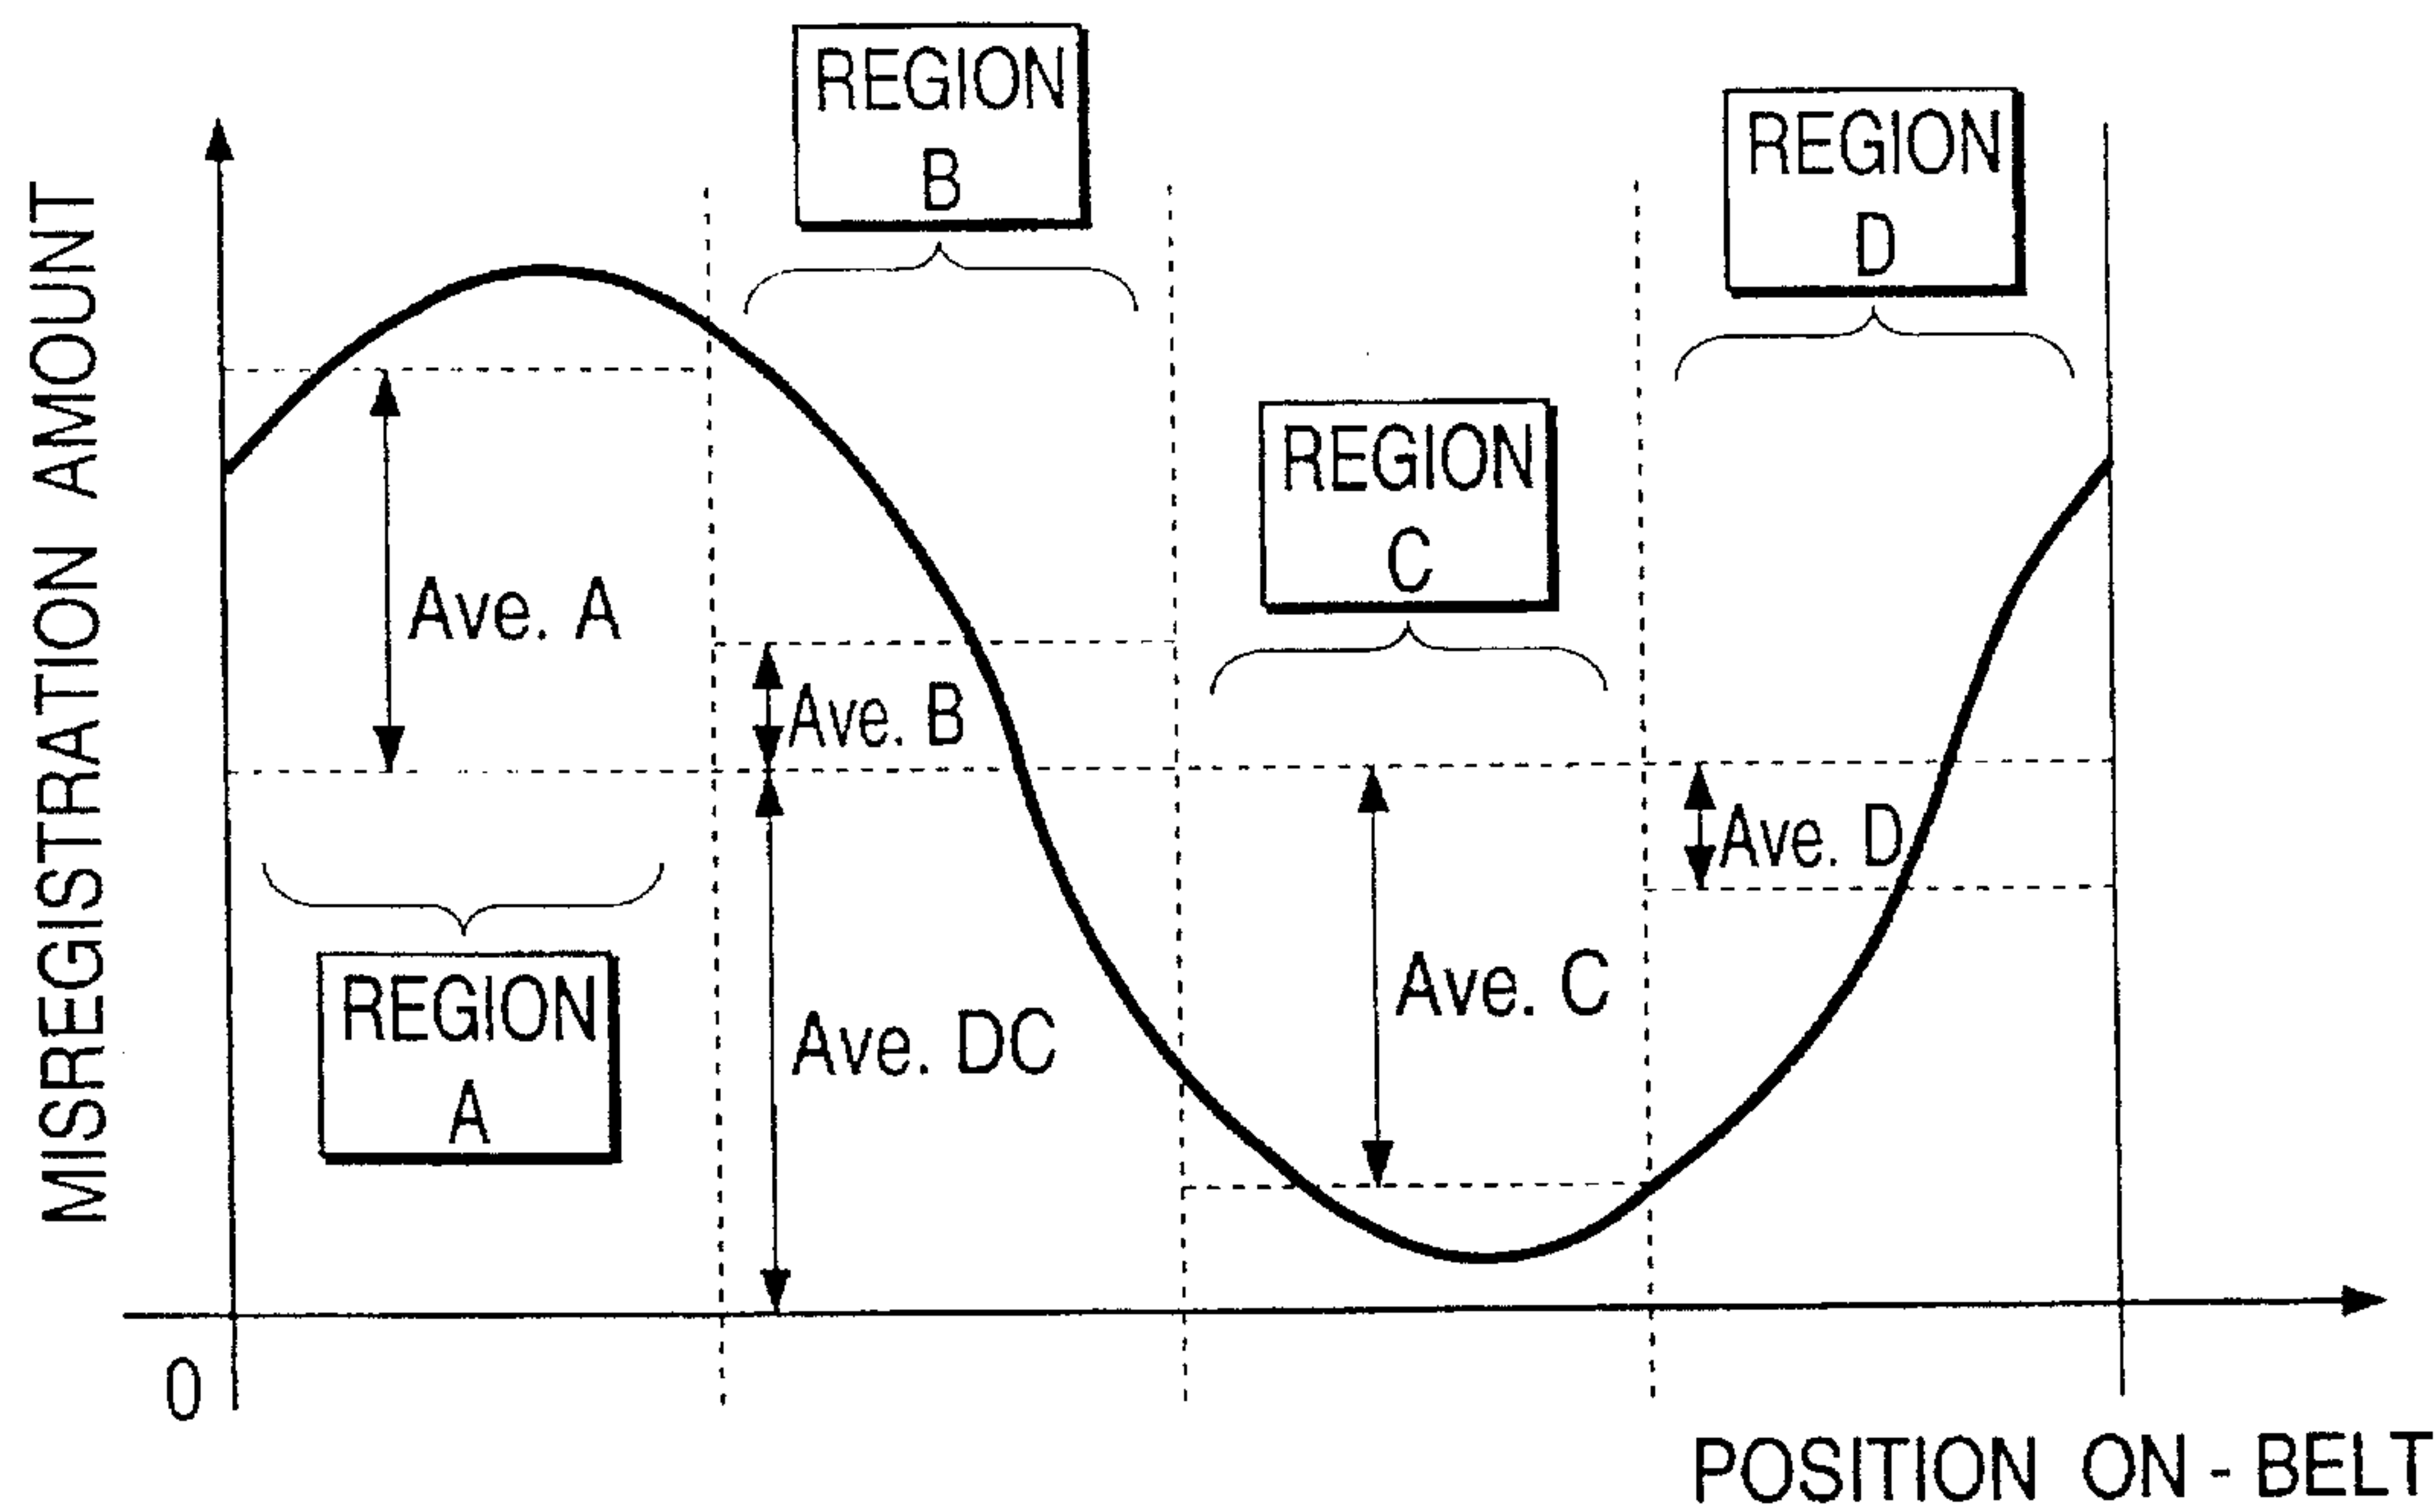 REGION
B
REGION
D
MISREGISTRATION AMOUNT
REGION
C
Ave. A
Ave. B
Ave. D
REGION
A
Ave. DC
Ave. C
0
POSITION ON - BELT